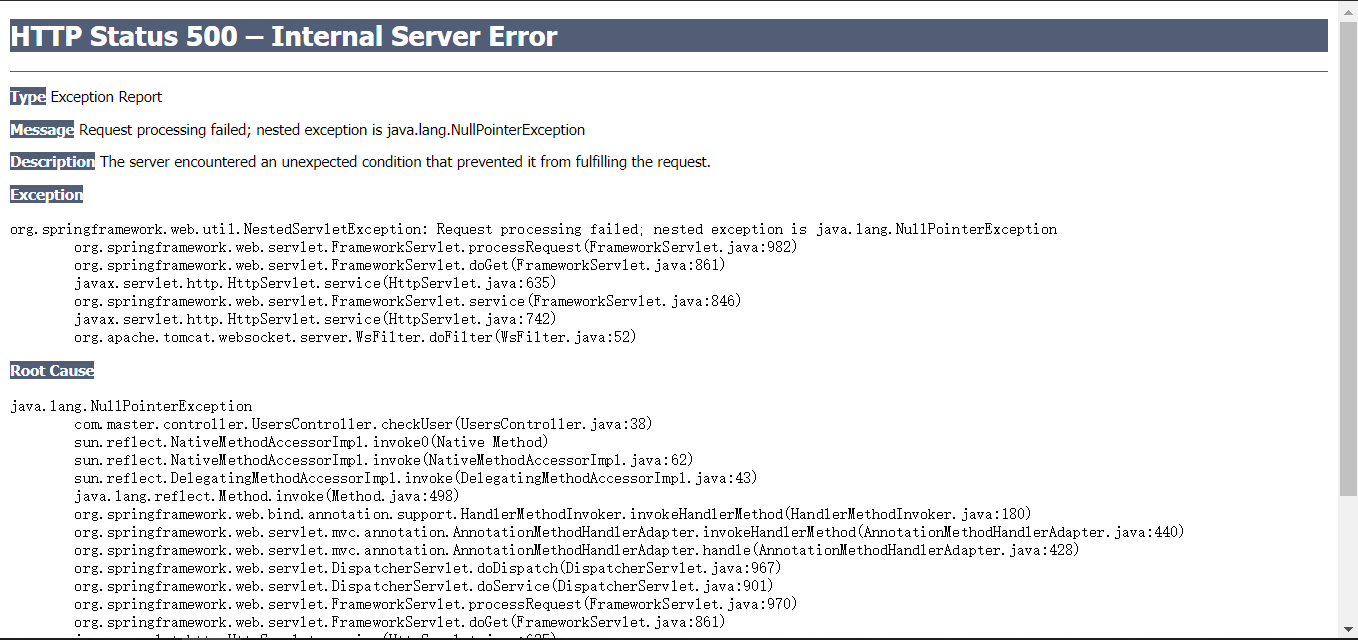 HTTP Status 500 – Internal Server Error
Type Exception Report
Message Request processing failed; nested exception is java.lang.NullPointerException
Description The server encountered an unexpected condition that prevented it from fulfilling the request.
Exception
org.springframework.web.util.NestedServletException: Request processing failed; nested exception is java.lang.NullPointerException
org.springframework.web.servlet.FrameworkServlet.processRequest(FrameworkServlet.java:982)
org.springframework.web.servlet.FrameworkServlet.doGet(FrameworkServlet.java:861)
javax.servlet.http.HttpServlet.service(HttpServlet.java:635)
org.springframework.web.servlet.FrameworkServlet.service(FrameworkServlet.java:846)
javax.servlet.http.HttpServlet.service(HttpServlet.java:742)
org.apache.tomcat.websocket.server.WsFilter.doFilter(WsFilter.java:52)
Root Cause
java.lang.NullPointerException
com.master.controller.UsersController.checkUser(UsersController.java:38)
sun.reflect.NativeMethodAccessorImpl.invoke0(Native Method)
sun.reflect.NativeMethodAccessorImpl.invoke(NativeMethodAccessorImpl.java:62)
sun.reflect.DelegatingMethodAccessorImpl.invoke(DelegatingMethodAccessorImpl.java:43)
java.lang.reflect.Method.invoke(Method.java:498)
org.springframework.web.bind.annotation.support.HandlerMethodInvoker.invokeHandlerMethod(HandlerMethodInvoker.java:180)
org.springframework.web.servlet.mvc.annotation.AnnotationMethodHandlerAdapter.invokeHandlerMethod(AnnotationMethodHandlerAdapter.java:440)
org.springframework.web.servlet.mvc.annotation.AnnotationMethodHandlerAdapter.handle(AnnotationMethodHandlerAdapter.java:428)
org.springframework.web.servlet.DispatcherServlet.doDispatch(DispatcherServlet.java:967)
org.springframework.web.servlet.DispatcherServlet.doService(DispatcherServlet.java:901)
org.springframework.web.servlet.FrameworkServlet.processRequest(FrameworkServlet.java:970)
org.springframework.web.servlet.FrameworkServlet.doGet(FrameworkServlet.java:861)